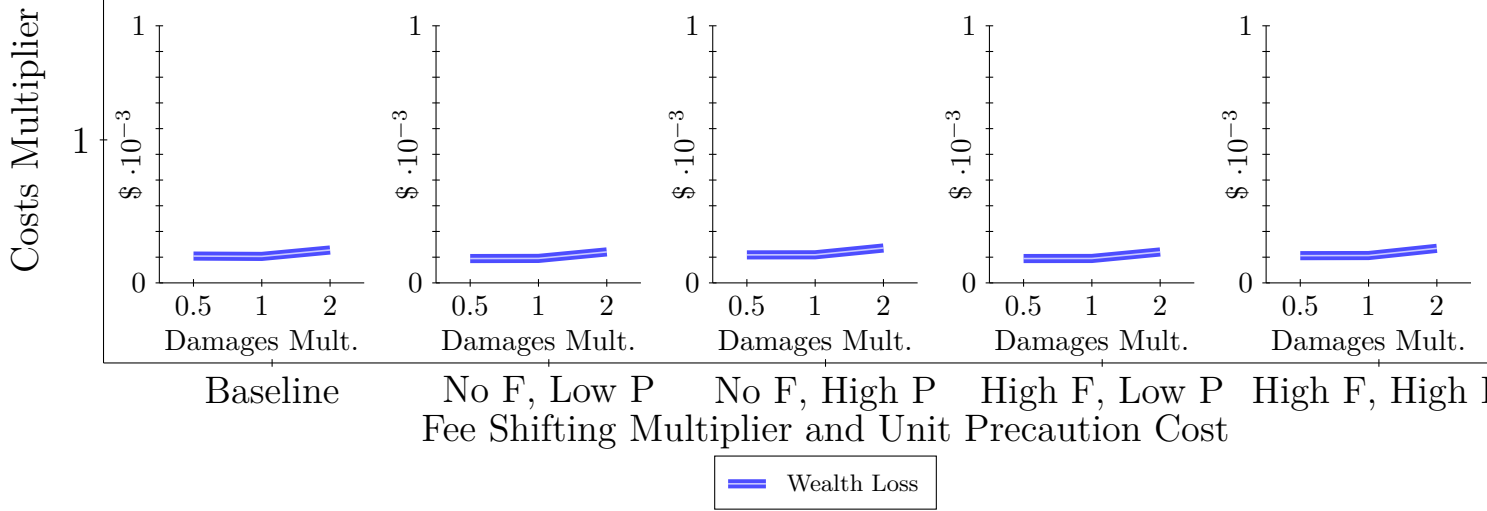 Costs Multiplier
1
1 1 1 1 1
$ ·10⁻³ $ ·10⁻³ $ ·10⁻³ $ ·10⁻³ $ ·10⁻³
0 0 0 0 0
0.5 1 2 0.5 1 2 0.5 1 2 0.5 1 2 0.5 1 2
Damages Mult. Damages Mult. Damages Mult. Damages Mult. Damages Mult.
Baseline No F, Low P No F, High P High F, Low P High F, High P
Fee Shifting Multiplier and Unit Precaution Cost
Wealth Loss